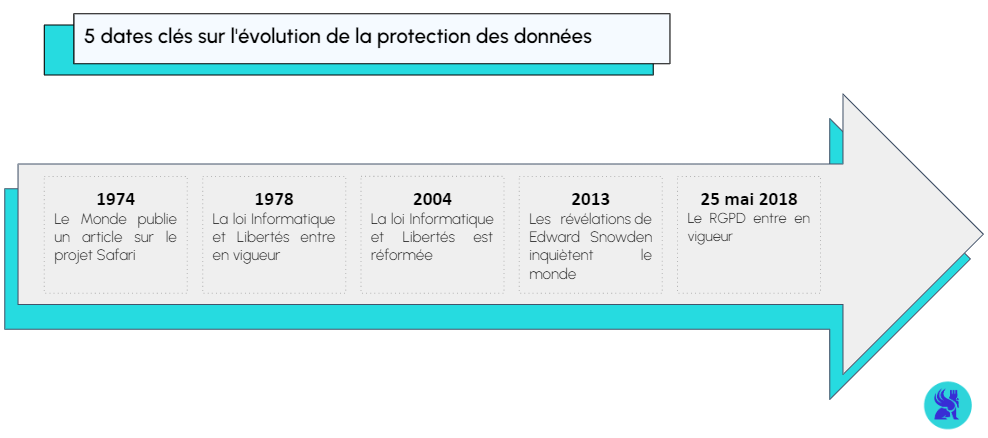 5 dates clés sur l'évolution de la protection des données
1974
Le Monde publie
un article sur le
projet Safari
1978
La loi Informatique
et Libertés entre
en vigueur
2004
La loi Informatique
et Libertés est
réformée
2013
Les révélations de
Edward Snowden
inquiètent le
monde
25 mai 2018
Le RGPD entre en
vigueur